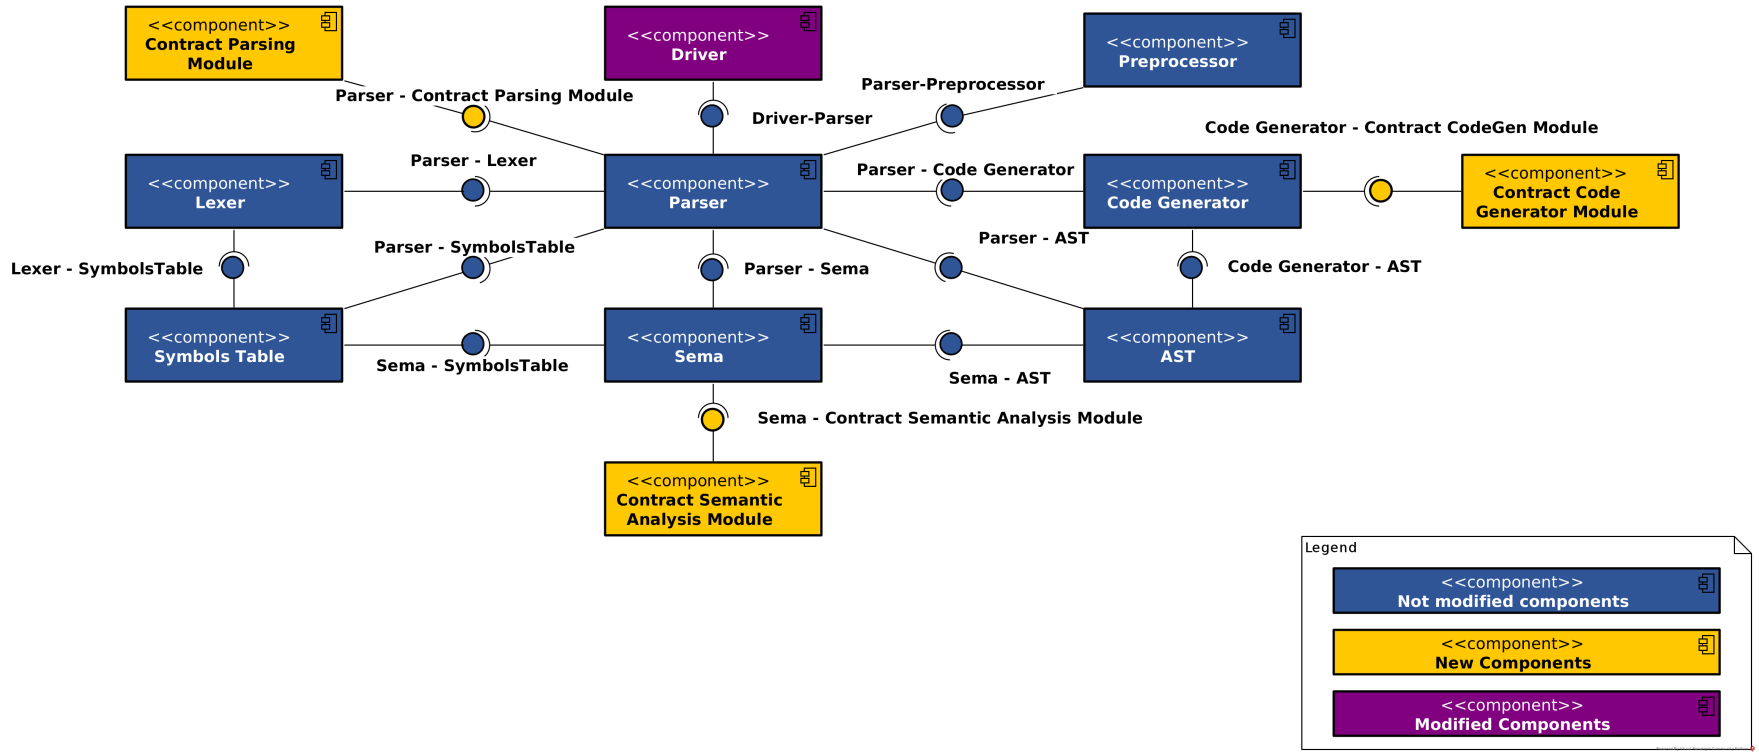 <<component>>
Contract Parsing
Module
<<component>>
Driver
<<component>>
Preprocessor
Parser - Contract Parsing Module
Driver-Parser
Parser-Preprocessor
Code Generator - Contract CodeGen Module
<<component>>
Lexer
Parser - Lexer
<<component>>
Parser
Parser - Code Generator
<<component>>
Code Generator
<<component>>
Contract Code
Generator Module
Lexer - SymbolsTable
Parser - SymbolsTable
Parser - Sema
Parser - AST
Code Generator - AST
<<component>>
Symbols Table
Sema - SymbolsTable
<<component>>
Sema
Sema - AST
<<component>>
AST
Sema - Contract Semantic Analysis Module
<<component>>
Contract Semantic
Analysis Module
Legend
<<component>>
Not modified components
<<component>>
New Components
<<component>>
Modified Components